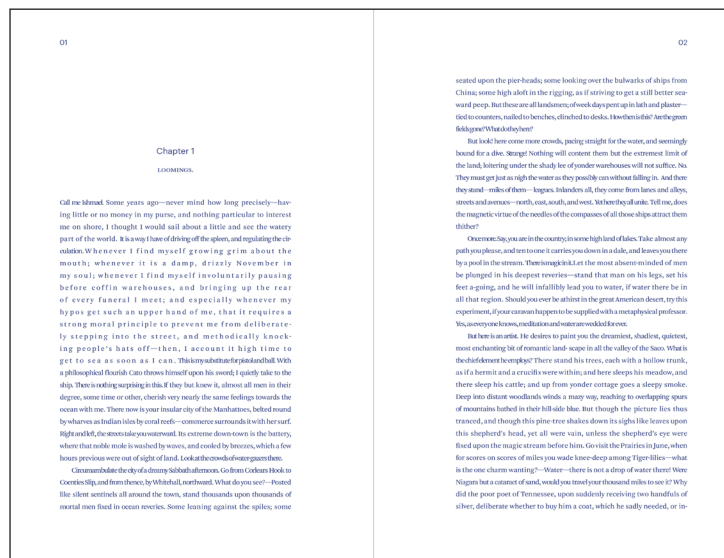 01
Chapter 1
LOOMINGS.
Call me Ishmael. Some years ago—never mind how long precisely—hav-
ing little or no money in my purse, and nothing particular to interest
me on shore, I thought I would sail about a little and see the watery
part of the world. It is a way I have of driving off the spleen, and regulating the cir-
culation. Whenever I find myself growing grim about the
mouth; whenever it is a damp, drizzly November in
my soul; whenever I find myself involuntarily pausing
before coffin warehouses, and bringing up the rear
of every funeral I meet; and especially whenever my
hypos get such an upper hand of me, that it requires a
strong moral principle to prevent me from deliberate-
ly stepping into the street, and methodically knock-
ing people's hats off—then, I account it high time to
get to sea as soon as I can. This is my substitute for pistol and ball. With
a philosophical flourish Cato throws himself upon his sword; I quietly take to the
ship. There is nothing surprising in this. If they but knew it, almost all men in their
degree, some time or other, cherish very nearly the same feelings towards the
ocean with me. There now is your insular city of the Manhattoes, belted round
by wharves as Indian isles by coral reefs—commerce surrounds it with her surf.
Right and left, the streets take you waterward. Its extreme down-town is the battery,
where that noble mole is washed by waves, and cooled by breezes, which a few
hours previous were out of sight of land. Look at the crowds of water-gazers there.
Circumambulate the city of a dreamy Sabbath afternoon. Go from Corlears Hook to
Coenties Slip, and from thence, by Whitehall, northward. What do you see?—Posted
like silent sentinels all around the town, stand thousands upon thousands of
mortal men fixed in ocean reveries. Some leaning against the spiles; some
02
seated upon the pier-heads; some looking over the bulwarks of ships from
China; some high aloft in the rigging, as if striving to get a still better sea-
ward peep. But these are all landsmen; of week days pent up in lath and plaster—
tied to counters, nailed to benches, clinched to desks. How then is this? Are the green
fields gone? What do they here?
But look! here come more crowds, pacing straight for the water, and seemingly
bound for a dive. Strange! Nothing will content them but the extremest limit of
the land; loitering under the shady lee of yonder warehouses will not suffice. No.
They must get just as nigh the water as they possibly can without falling in. And there
they stand—miles of them—leagues. Inlanders all, they come from lanes and alleys,
streets and avenues—north, east, south, and west. Yet here they all unite. Tell me, does
the magnetic virtue of the needles of the compasses of all those ships attract them
thither?
Once more. Say, you are in the country; in some high land of lakes. Take almost any
path you please, and ten to one it carries you down in a dale, and leaves you there
by a pool in the stream. There is magic in it. Let the most absent-minded of men
be plunged in his deepest reveries—stand that man on his legs, set his
feet a-going, and he will infallibly lead you to water, if water there be in
all that region. Should you ever be athirst in the great American desert, try this
experiment, if your caravan happen to be supplied with a metaphysical professor.
Yes, as every one knows, meditation and water are wedded for ever.
But here is an artist. He desires to paint you the dreamiest, shadiest, quietest,
most enchanting bit of romantic land- scape in all the valley of the Saco. What is
the chief element he employs? There stand his trees, each with a hollow trunk,
as if a hermit and a crucifix were within; and here sleeps his meadow, and
there sleep his cattle; and up from yonder cottage goes a sleepy smoke.
Deep into distant woodlands winds a mazy way, reaching to overlapping spurs
of mountains bathed in their hill-side blue. But though the picture lies thus
tranced, and though this pine-tree shakes down its sighs like leaves upon
this shepherd's head, yet all were vain, unless the shepherd's eye were
fixed upon the magic stream before him. Go visit the Prairies in June, when
for scores on scores of miles you wade knee-deep among Tiger-lilies—what
is the one charm wanting?—Water—there is not a drop of water there! Were
Niagara but a cataract of sand, would you travel your thousand miles to see it? Why
did the poor poet of Tennessee, upon suddenly receiving two handfuls of
silver, deliberate whether to buy him a coat, which he sadly needed, or in-